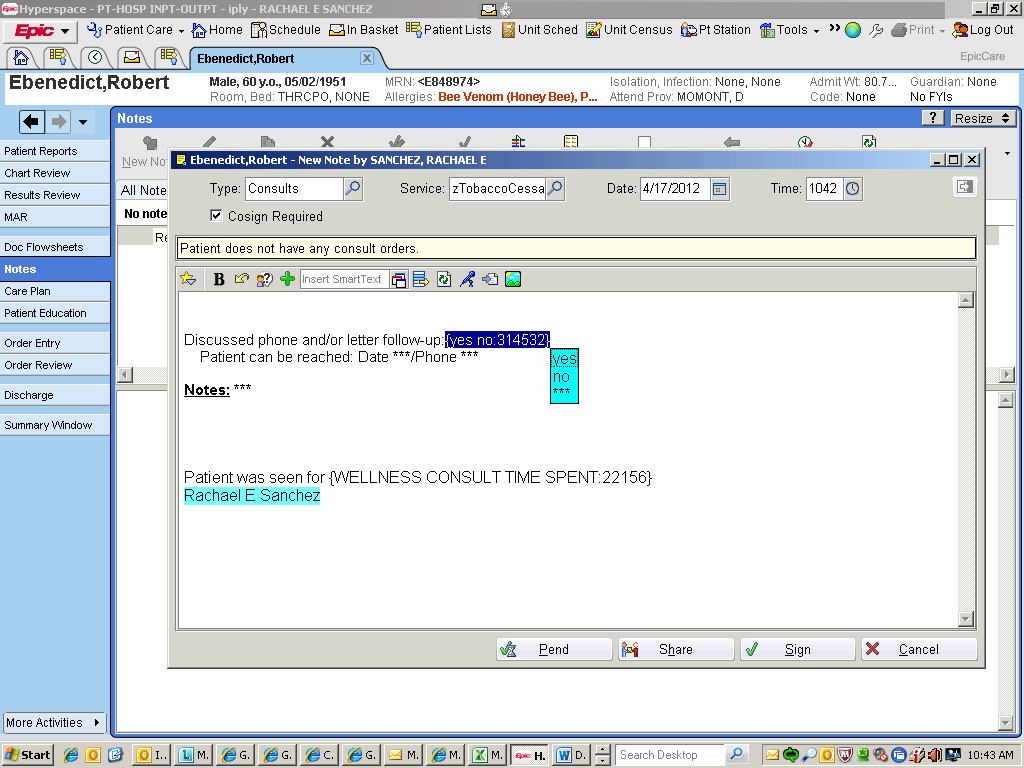 Hyperspace - PT-HOSP INPT-OUTPT - iply - RACHAEL E SANCHEZ
Epic Patient Care Home Schedule In Basket Patient Lists Unit Sched Unit Census Pt Station Tools Print Log Out
Ebenedict,Robert EpicCare
Ebenedict,Robert Male, 60 y.o., 05/02/1951 MRN: <E848974> Isolation, Infection: None, None Admit Wt: 80.7... Guardian: None
Room, Bed: THRCPO, NONE Allergies: Bee Venom (Honey Bee), P... Attend Prov: MOMONT, D Code: None No FYIs
Notes ? Resize
Patient Reports
Chart Review
Results Review
MAR
Doc Flowsheets
Notes
Care Plan
Patient Education
Order Entry
Order Review
Discharge
Summary Window
More Activities
New No
All Note
No note
Re
Ebenedict,Robert - New Note by SANCHEZ, RACHAEL E
Type: Consults Service: zTobaccoCessa Date: 4/17/2012 Time: 1042
Cosign Required
Patient does not have any consult orders.
B Insert SmartText
Discussed phone and/or letter follow-up:{yes no:314532}
Patient can be reached: Date ***/Phone ***
yes
no
***
Notes: ***
Patient was seen for {WELLNESS CONSULT TIME SPENT:22156}
Rachael E Sanchez
Pend Share Sign Cancel
Start I.. M. G. G. C. G. M. M. M. H. D. Search Desktop 10:43 AM